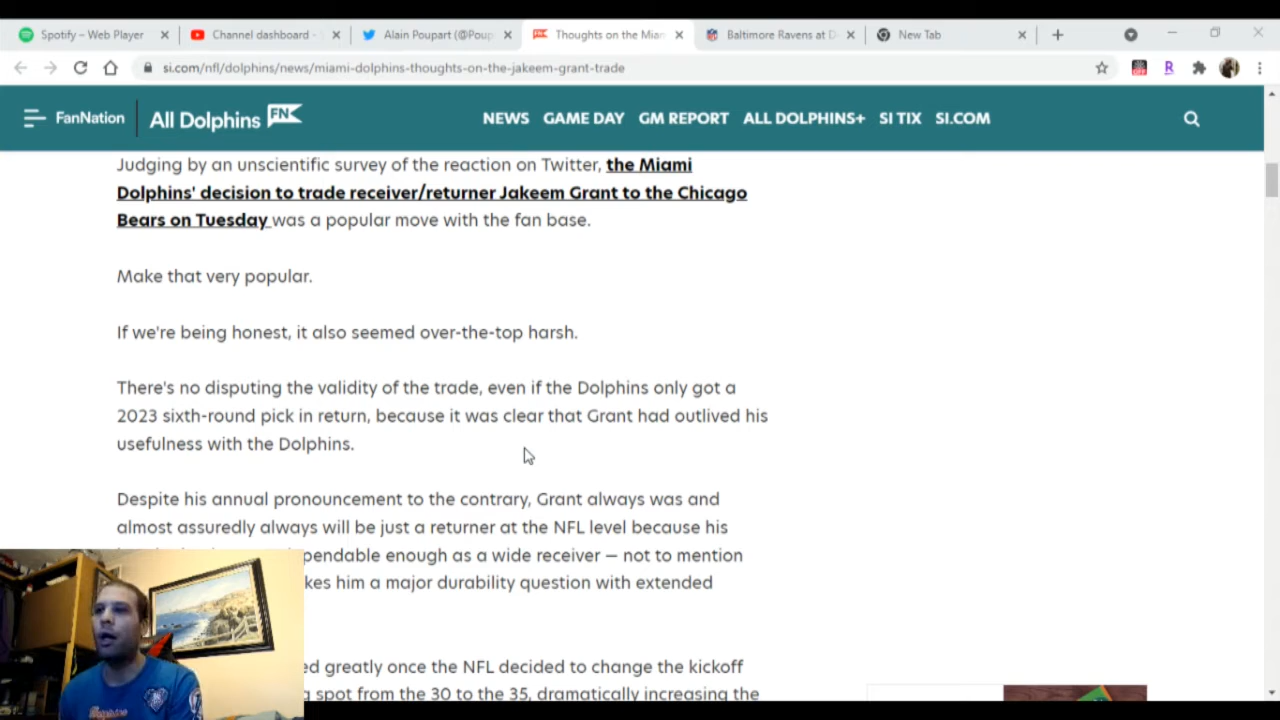 Spotify – Web Player
Channel dashboard -
Alain Poupart (@Poup
Thoughts on the Mian
Baltimore Ravens at D
New Tab
si.com/nfl/dolphins/news/miami-dolphins-thoughts-on-the-jakeem-grant-trade
FanNation
All Dolphins FN
NEWS GAME DAY GM REPORT ALL DOLPHINS+ SI TIX SI.COM
Judging by an unscientific survey of the reaction on Twitter, the Miami
Dolphins' decision to trade receiver/returner Jakeem Grant to the Chicago
Bears on Tuesday was a popular move with the fan base.
Make that very popular.
If we're being honest, it also seemed over-the-top harsh.
There's no disputing the validity of the trade, even if the Dolphins only got a
2023 sixth-round pick in return, because it was clear that Grant had outlived his
usefulness with the Dolphins.
Despite his annual pronouncement to the contrary, Grant always was and
almost assuredly always will be just a returner at the NFL level because his
pendable enough as a wide receiver — not to mention
kes him a major durability question with extended
ed greatly once the NFL decided to change the kickoff
g spot from the 30 to the 35, dramatically increasing the